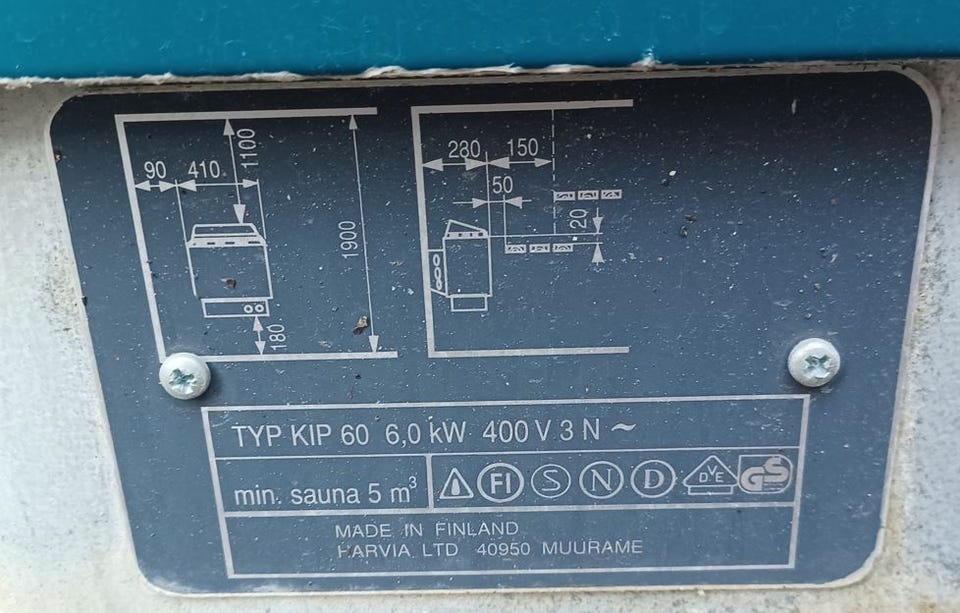 90 410 1100
1900
180
280 150
50
20
TYP KIP 60 6,0 kW 400 V 3 N ~
min. sauna 5 m³ FI S N D DVE GS
MADE IN FINLAND
HARVIA LTD 40950 MUURAME